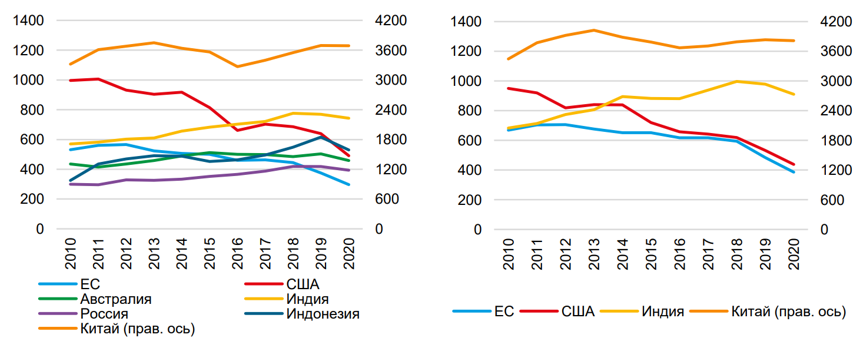 1400 4200
1200 3600
1000 3000
800 2400
600 1800
400 1200
200 600
0 0
2010 2011 2012 2013 2014 2015 2016 2017 2018 2019 2020
ЕС США
Австралия Индия
Россия Индонезия
Китай (прав. ось)
1400 4200
1200 3600
1000 3000
800 2400
600 1800
400 1200
200 600
0 0
2010 2011 2012 2013 2014 2015 2016 2017 2018 2019 2020
ЕС США Индия Китай (прав. ось)